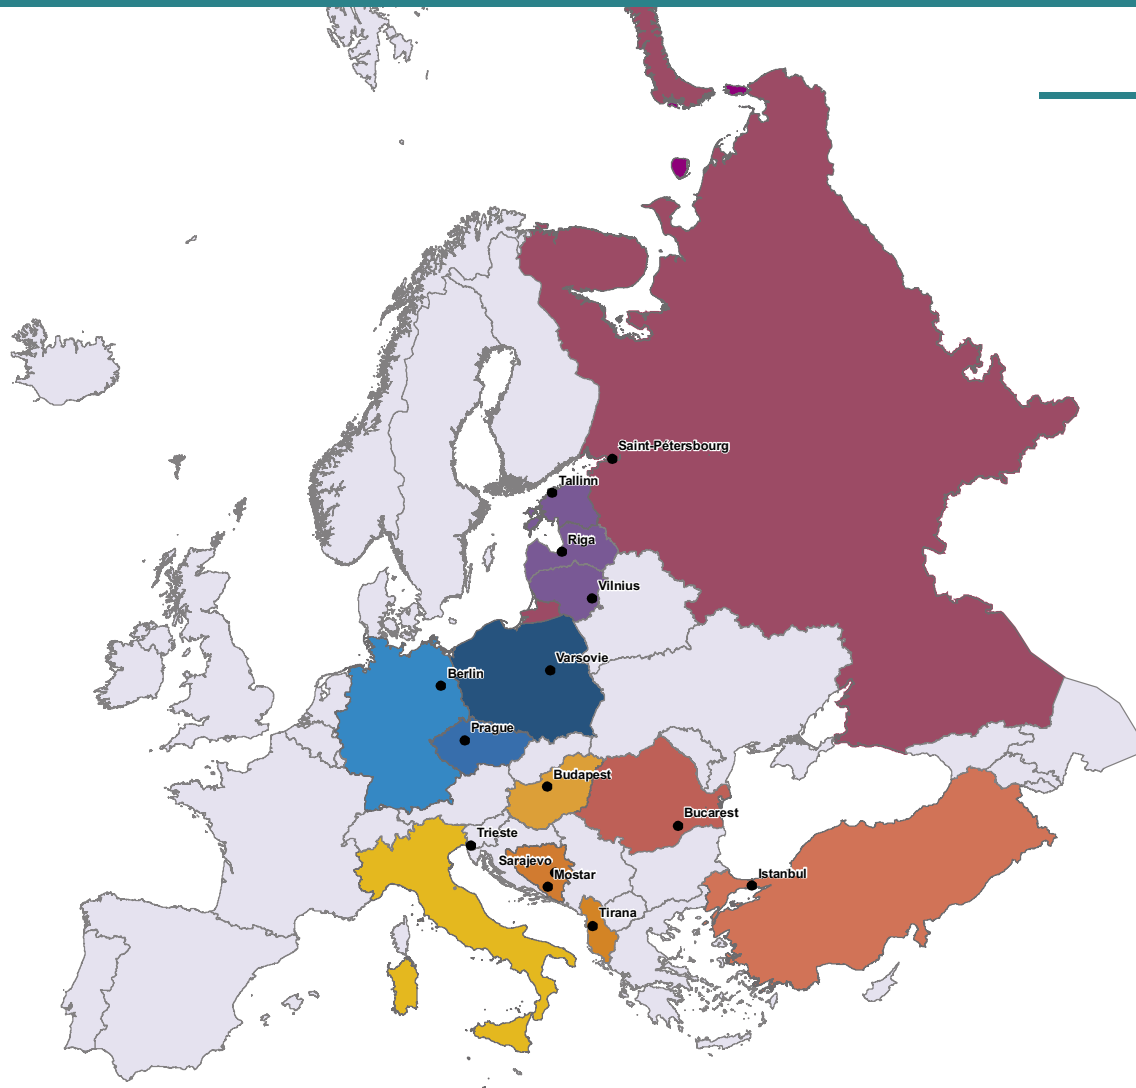 Saint-Pétersbourg
Tallinn
Riga
Vilnius
Varsovie
Berlin
Prague
Budapest
Bucarest
Trieste
Sarajevo
Mostar
Istanbul
Tirana